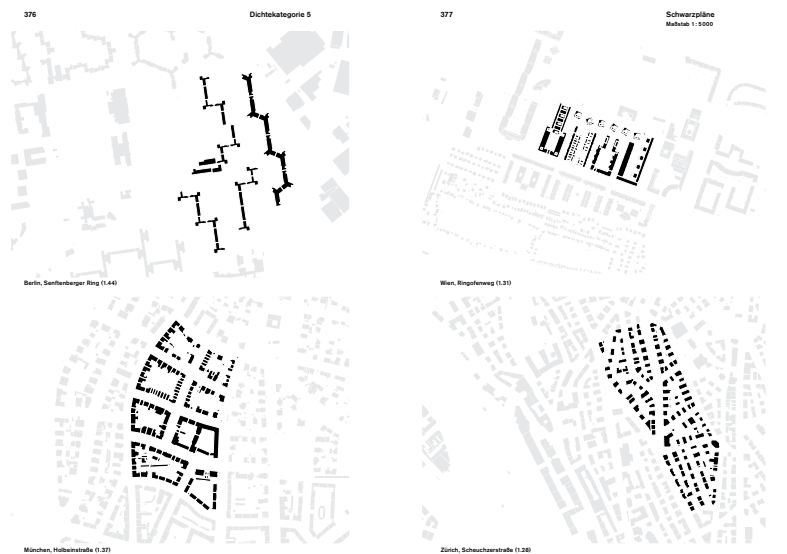 376
Dichtekategorie 5
377
Schwarzpläne
Maßstab 1:5000
Berlin, Senftenberger Ring (1.44)
Wien, Ringofenweg (1.31)
München, Holbeinstraße (1.37)
Zürich, Scheuchzerstraße (1.28)